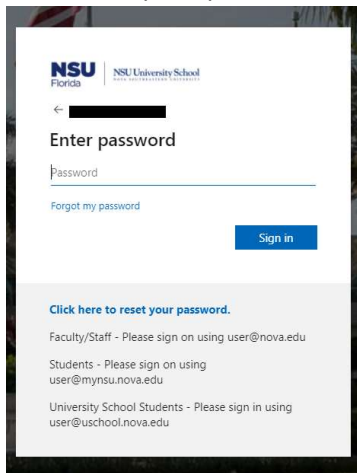 NSU NSU University School
Florida NOVA SOUTHEASTERN UNIVERSITY
←
Enter password
Password
Forgot my password
Sign in
Click here to reset your password.
Faculty/Staff - Please sign on using user@nova.edu
Students - Please sign on using
user@mynsu.nova.edu
University School Students - Please sign in using
user@uschool.nova.edu